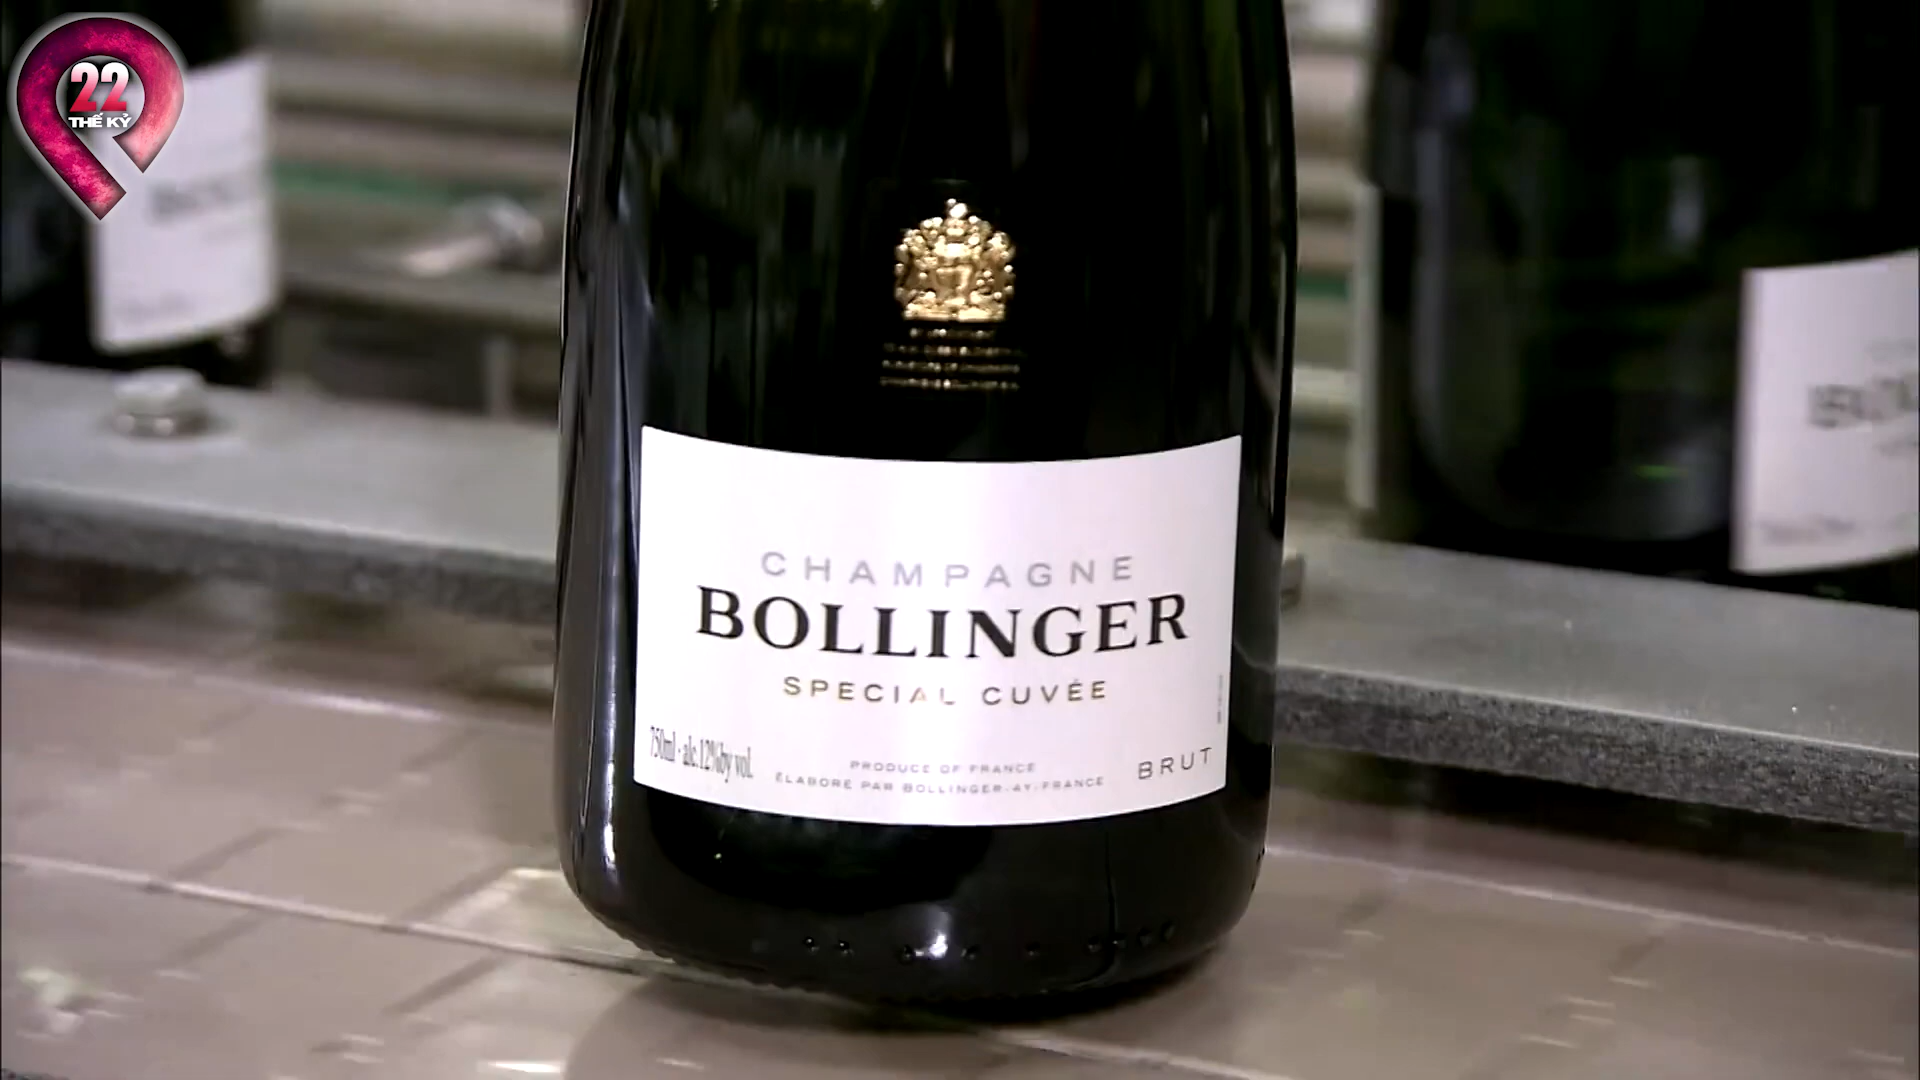 22
THẾ KỶ
CHAMPAGNE
BOLLINGER
SPECIAL CUVÉE
750ml · alc.12%by vol.
PRODUCE OF FRANCE
ÉLABORÉ PAR BOLLINGER-AY-FRANCE
BRUT